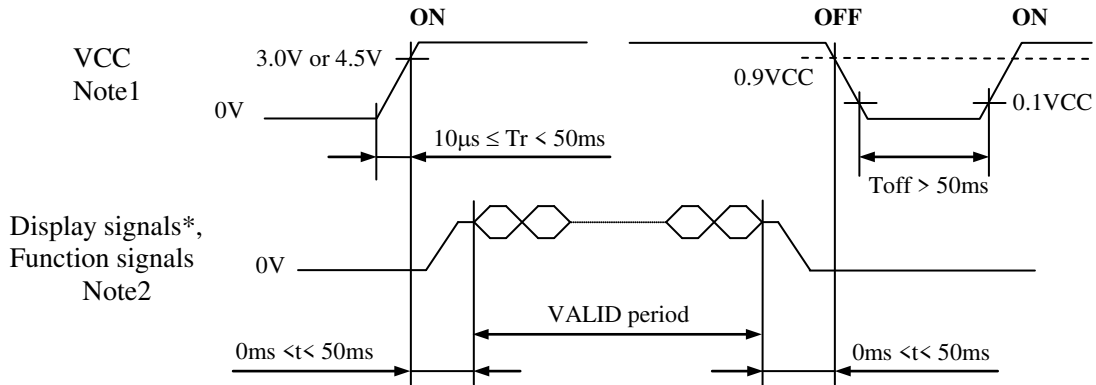 ON
OFF
ON
VCC
Note1
3.0V or 4.5V
0.9VCC
0V
0.1VCC
10μs ≤ Tr < 50ms
Toff > 50ms
Display signals*,
Function signals
Note2
0V
VALID period
0ms <t< 50ms
0ms <t< 50ms